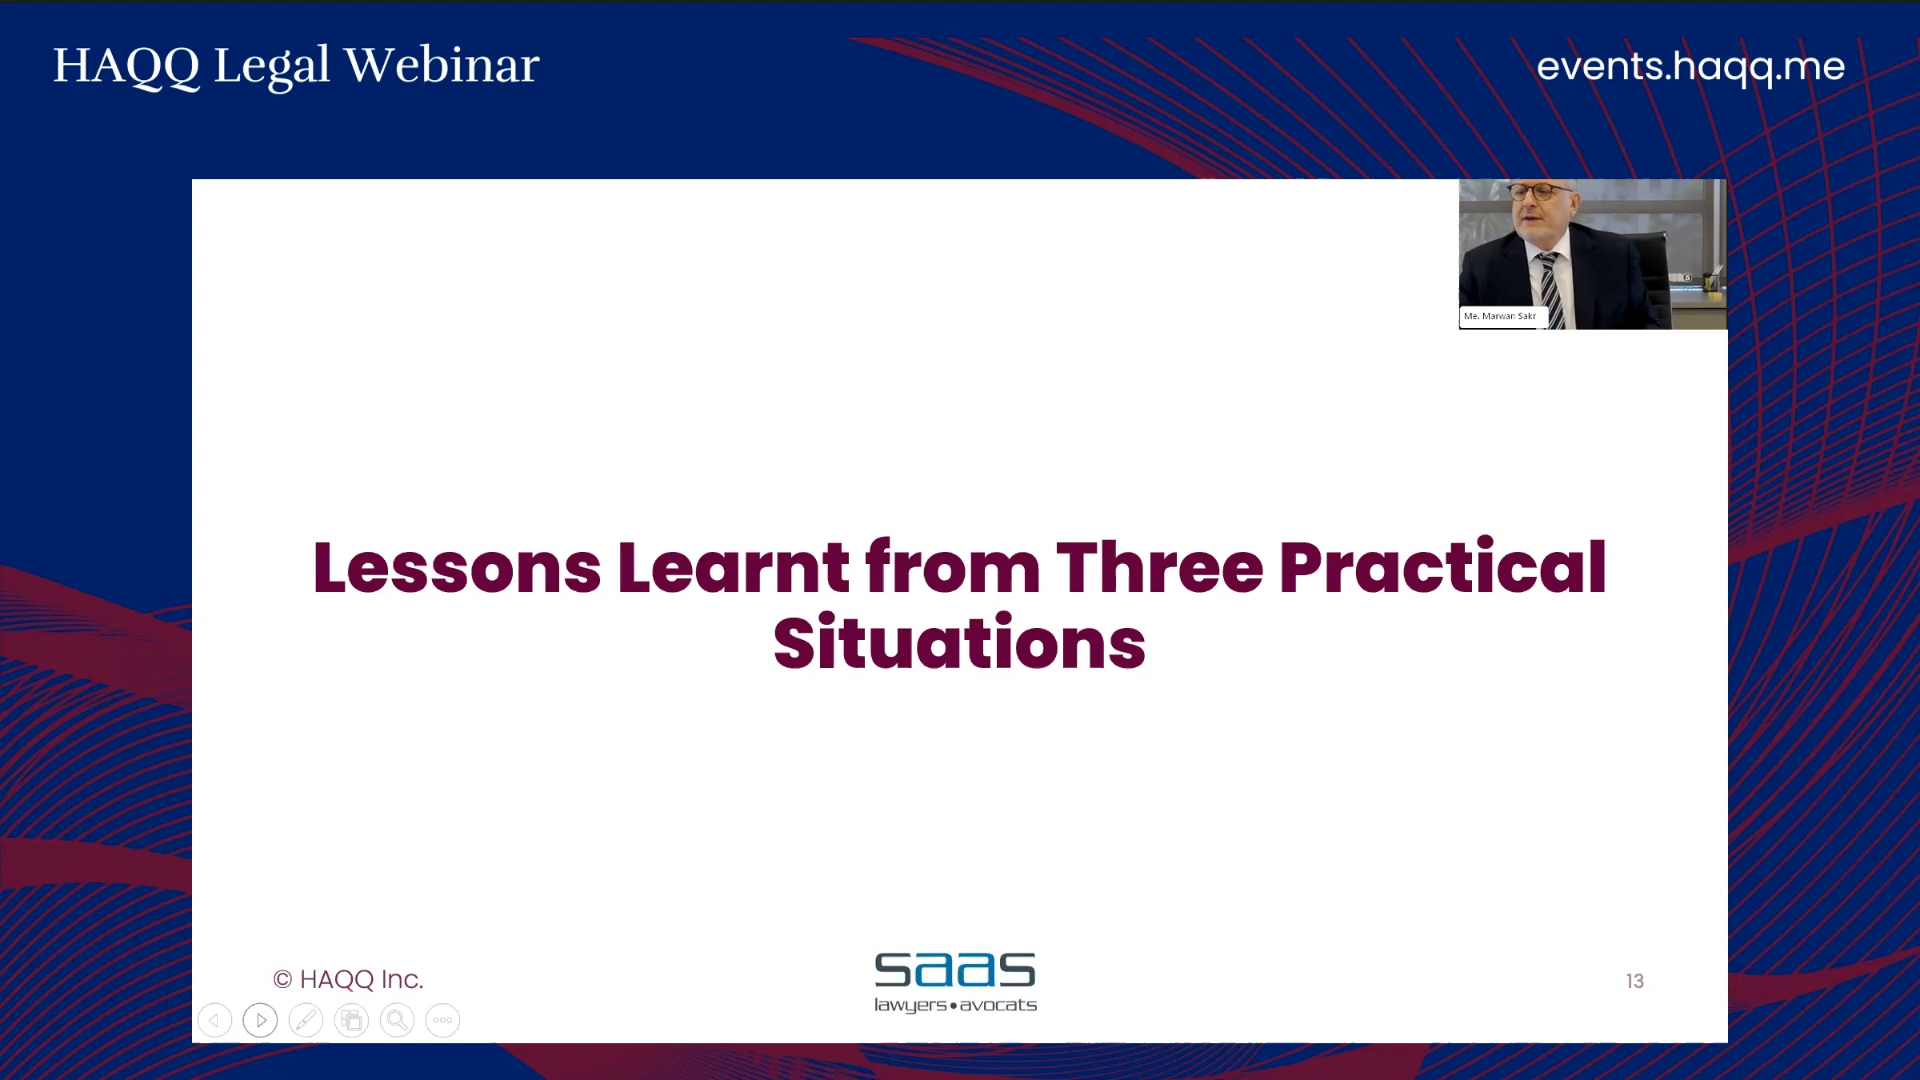 HAQQ Legal Webinar
events.haqq.me
Me. Marwan Sakr
Lessons Learnt from Three Practical
Situations
© HAQQ Inc.
saas
lawyers•avocats
13